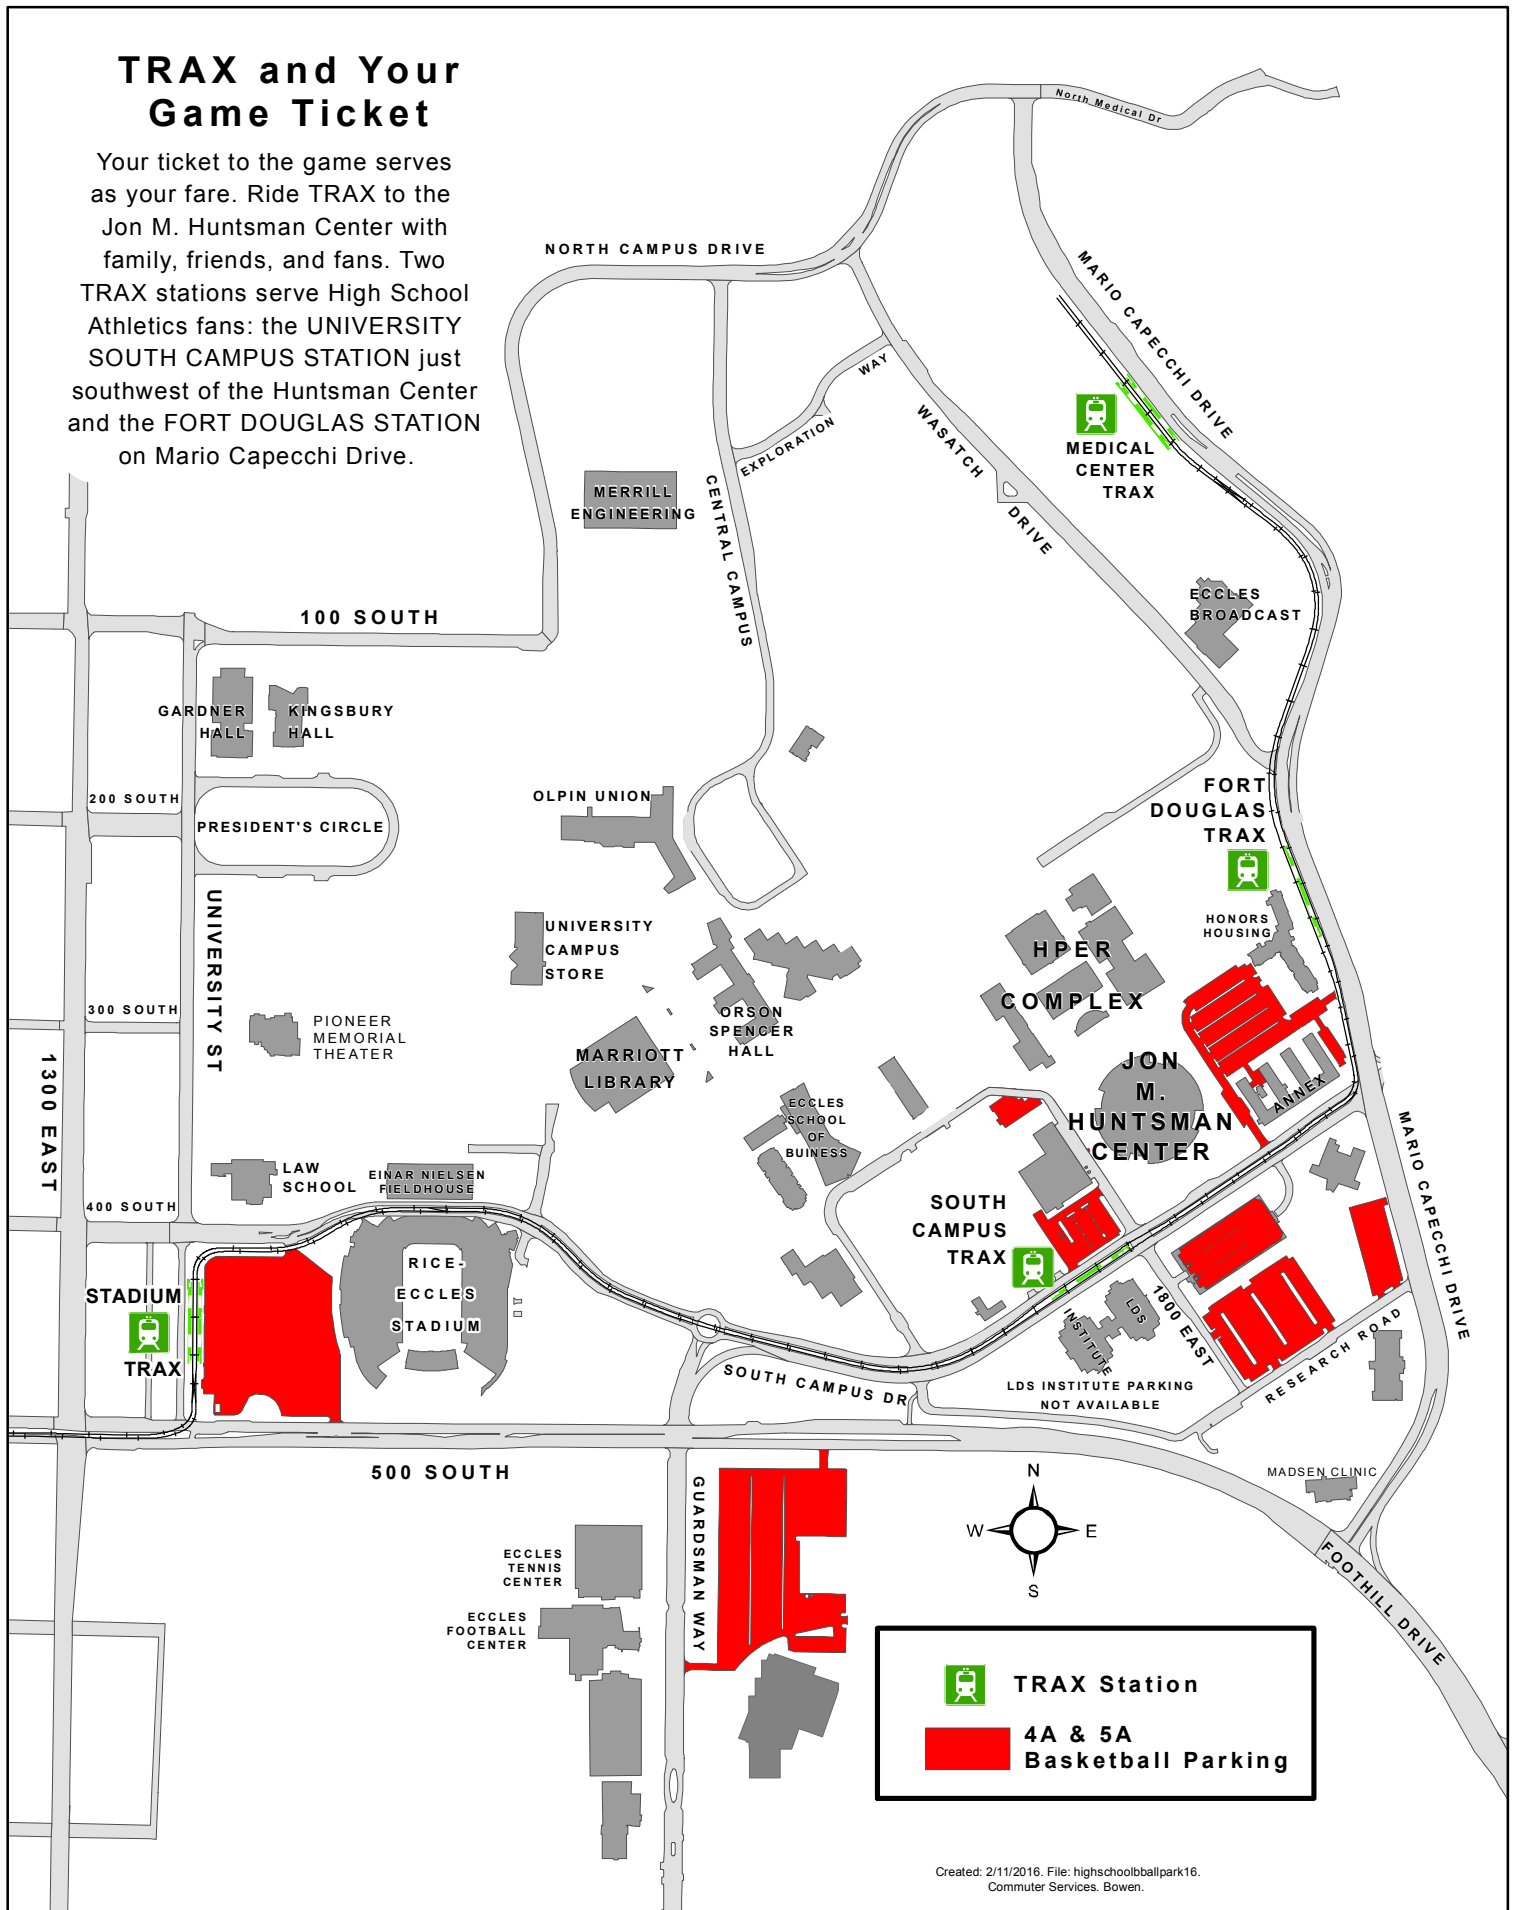 TRAX and Your
Game Ticket
Your ticket to the game serves
as your fare. Ride TRAX to the
Jon M. Huntsman Center with
family, friends, and fans. Two
TRAX stations serve High School
Athletics fans: the UNIVERSITY
SOUTH CAMPUS STATION just
southwest of the Huntsman Center
and the FORT DOUGLAS STATION
on Mario Capecchi Drive.
North Medical Dr
NORTH CAMPUS DRIVE
MARIO CAPECCHI DRIVE
EXPLORATION WAY
WASATCH DRIVE
MEDICAL
CENTER
TRAX
MERRILL
ENGINEERING
CENTRAL CAMPUS
ECCLES
BROADCAST
100 SOUTH
GARDNER
HALL
KINGSBURY
HALL
200 SOUTH
PRESIDENT'S CIRCLE
OLPIN UNION
FORT
DOUGLAS
TRAX
UNIVERSITY ST
UNIVERSITY
CAMPUS
STORE
HONORS
HOUSING
HPER
COMPLEX
300 SOUTH
PIONEER
MEMORIAL
THEATER
ORSON
SPENCER
HALL
MARRIOTT
LIBRARY
1300 EAST
JON
M.
HUNTSMAN
CENTER
ANNEX
ECCLES
SCHOOL
OF
BUINESS
MARIO CAPECCHI DRIVE
LAW
SCHOOL
EINAR NIELSEN
FIELDHOUSE
400 SOUTH
SOUTH
CAMPUS
TRAX
RICE-
ECCLES
STADIUM
STADIUM
TRAX
LDS
INSTITUTE
1800 EAST
RESEARCH ROAD
SOUTH CAMPUS DR
LDS INSTITUTE PARKING
NOT AVAILABLE
500 SOUTH
GUARDSMAN WAY
MADSEN CLINIC
N
W
E
S
FOOTHILL DRIVE
ECCLES
TENNIS
CENTER
ECCLES
FOOTBALL
CENTER
TRAX Station
4A & 5A
Basketball Parking
Created: 2/11/2016. File: highschoolbballpark16.
Commuter Services. Bowen.